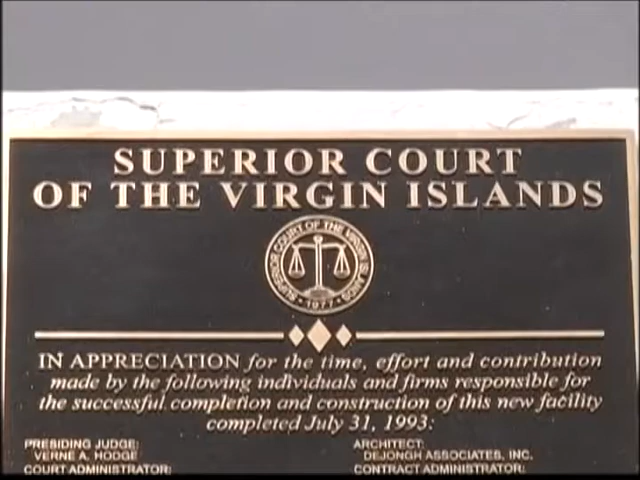 SUPERIOR COURT
OF THE VIRGIN ISLANDS
SUPERIOR COURT OF THE VIRGIN ISLANDS
• 1977 •
IN APPRECIATION for the time, effort and contribution
made by the following individuals and firms responsible for
the successful completion and construction of this new facility
completed July 31, 1993:
PRESIDING JUDGE:
VERNE A. HODGE
COURT ADMINISTRATOR:
ARCHITECT:
DEJONGH ASSOCIATES, INC.
CONTRACT ADMINISTRATOR: